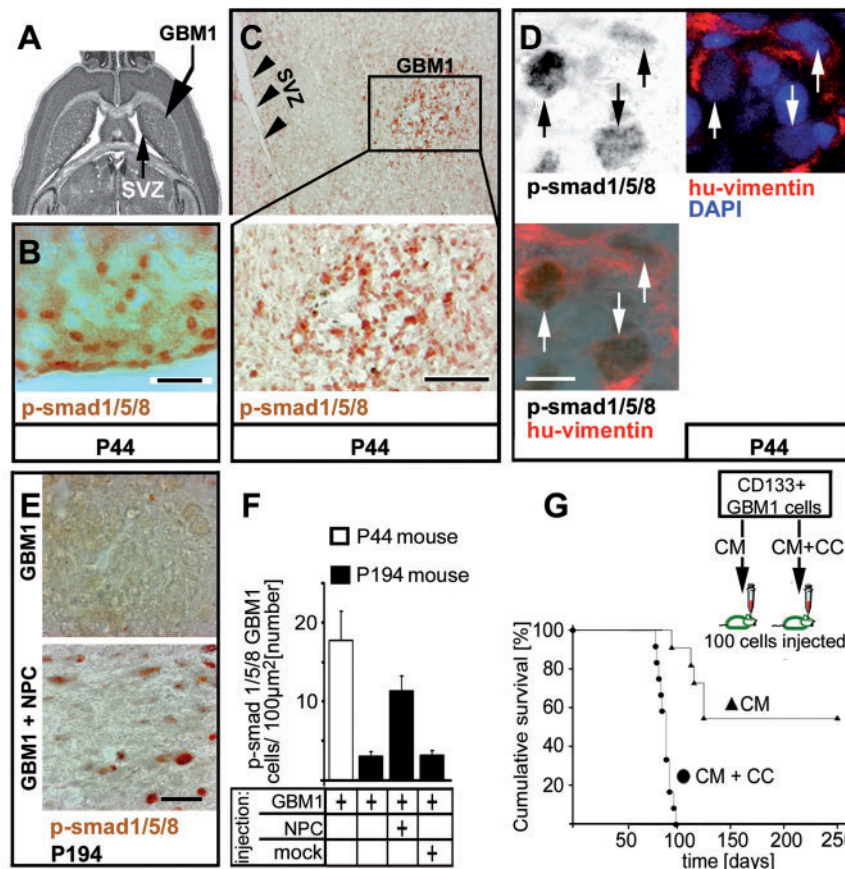 A
GBM1
SVZ
B
p-smad1/5/8
P44
C
SVZ
GBM1
p-smad1/5/8
P44
D
p-smad1/5/8
hu-vimentin
DAPI
p-smad1/5/8
hu-vimentin
P44
E
GBM1
GBM1 + NPC
p-smad1/5/8
P194
F
P44 mouse
P194 mouse
p-smad 1/5/8 GBM1
cells/ 100µm² [number]
20
10
injection:
GBM1 + + + +
NPC +
mock +
G
CD133+
GBM1 cells
CM
CM+CC
100 cells injected
Cumulative survival [%]
100
80
60
40
20
CM
CM + CC
50
100
150
200
250
time [days]